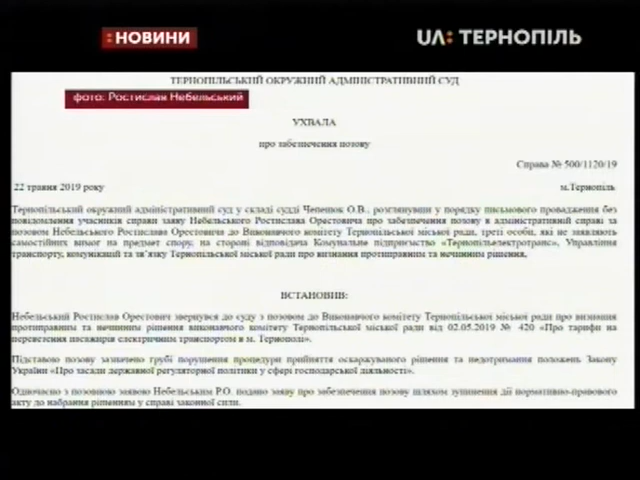 :НОВИНИ
UA: ТЕРНОПІЛЬ
ТЕРНОПІЛЬСЬКИЙ ОКРУЖНИЙ АДМІНІСТРАТИВНИЙ СУД
фото: Ростислав Небельський
УХВАЛА
про забезпечення позову
Справа № 500/1120/19
22 травня 2019 року м.Тернопіль
Тернопільський окружний адміністративний суд у складі судді Чепенюк О.В., розглянувши у порядку письмового провадження без
повідомлення учасників справи заяву Небельського Ростислава Орестовича про забезпечення позову в адміністративній справі за
позовом Небельського Ростислава Орестовича до Виконавчого комітету Тернопільської міської ради, треті особи, які не заявляють
самостійних вимог на предмет спору, на стороні відповідача Комунальне підприємство «Тернопільелектротранс», Управління
транспорту, комунікацій та зв'язку Тернопільської міської ради про визнання протиправним та нечинним рішення,
ВСТАНОВИВ:
Небельський Ростислав Орестович звернувся до суду з позовом до Виконавчого комітету Тернопільської міської ради про визнання
протиправним та нечинним рішення виконавчого комітету Тернопільської міської ради від 02.05.2019 № 420 «Про тарифи на
перевезення пасажирів електричним транспортом в м. Тернополі».
Підставою позову зазначено грубі порушення процедури прийняття оскаржуваного рішення та недотримання положень Закону
України «Про засади державної регуляторної політики у сфері господарської діяльності».
Одночасно з позовною заявою Небельським Р.О. подано заяву про забезпечення позову шляхом зупинення дії нормативно-правового
акту до набрання рішенням у справі законної сили.